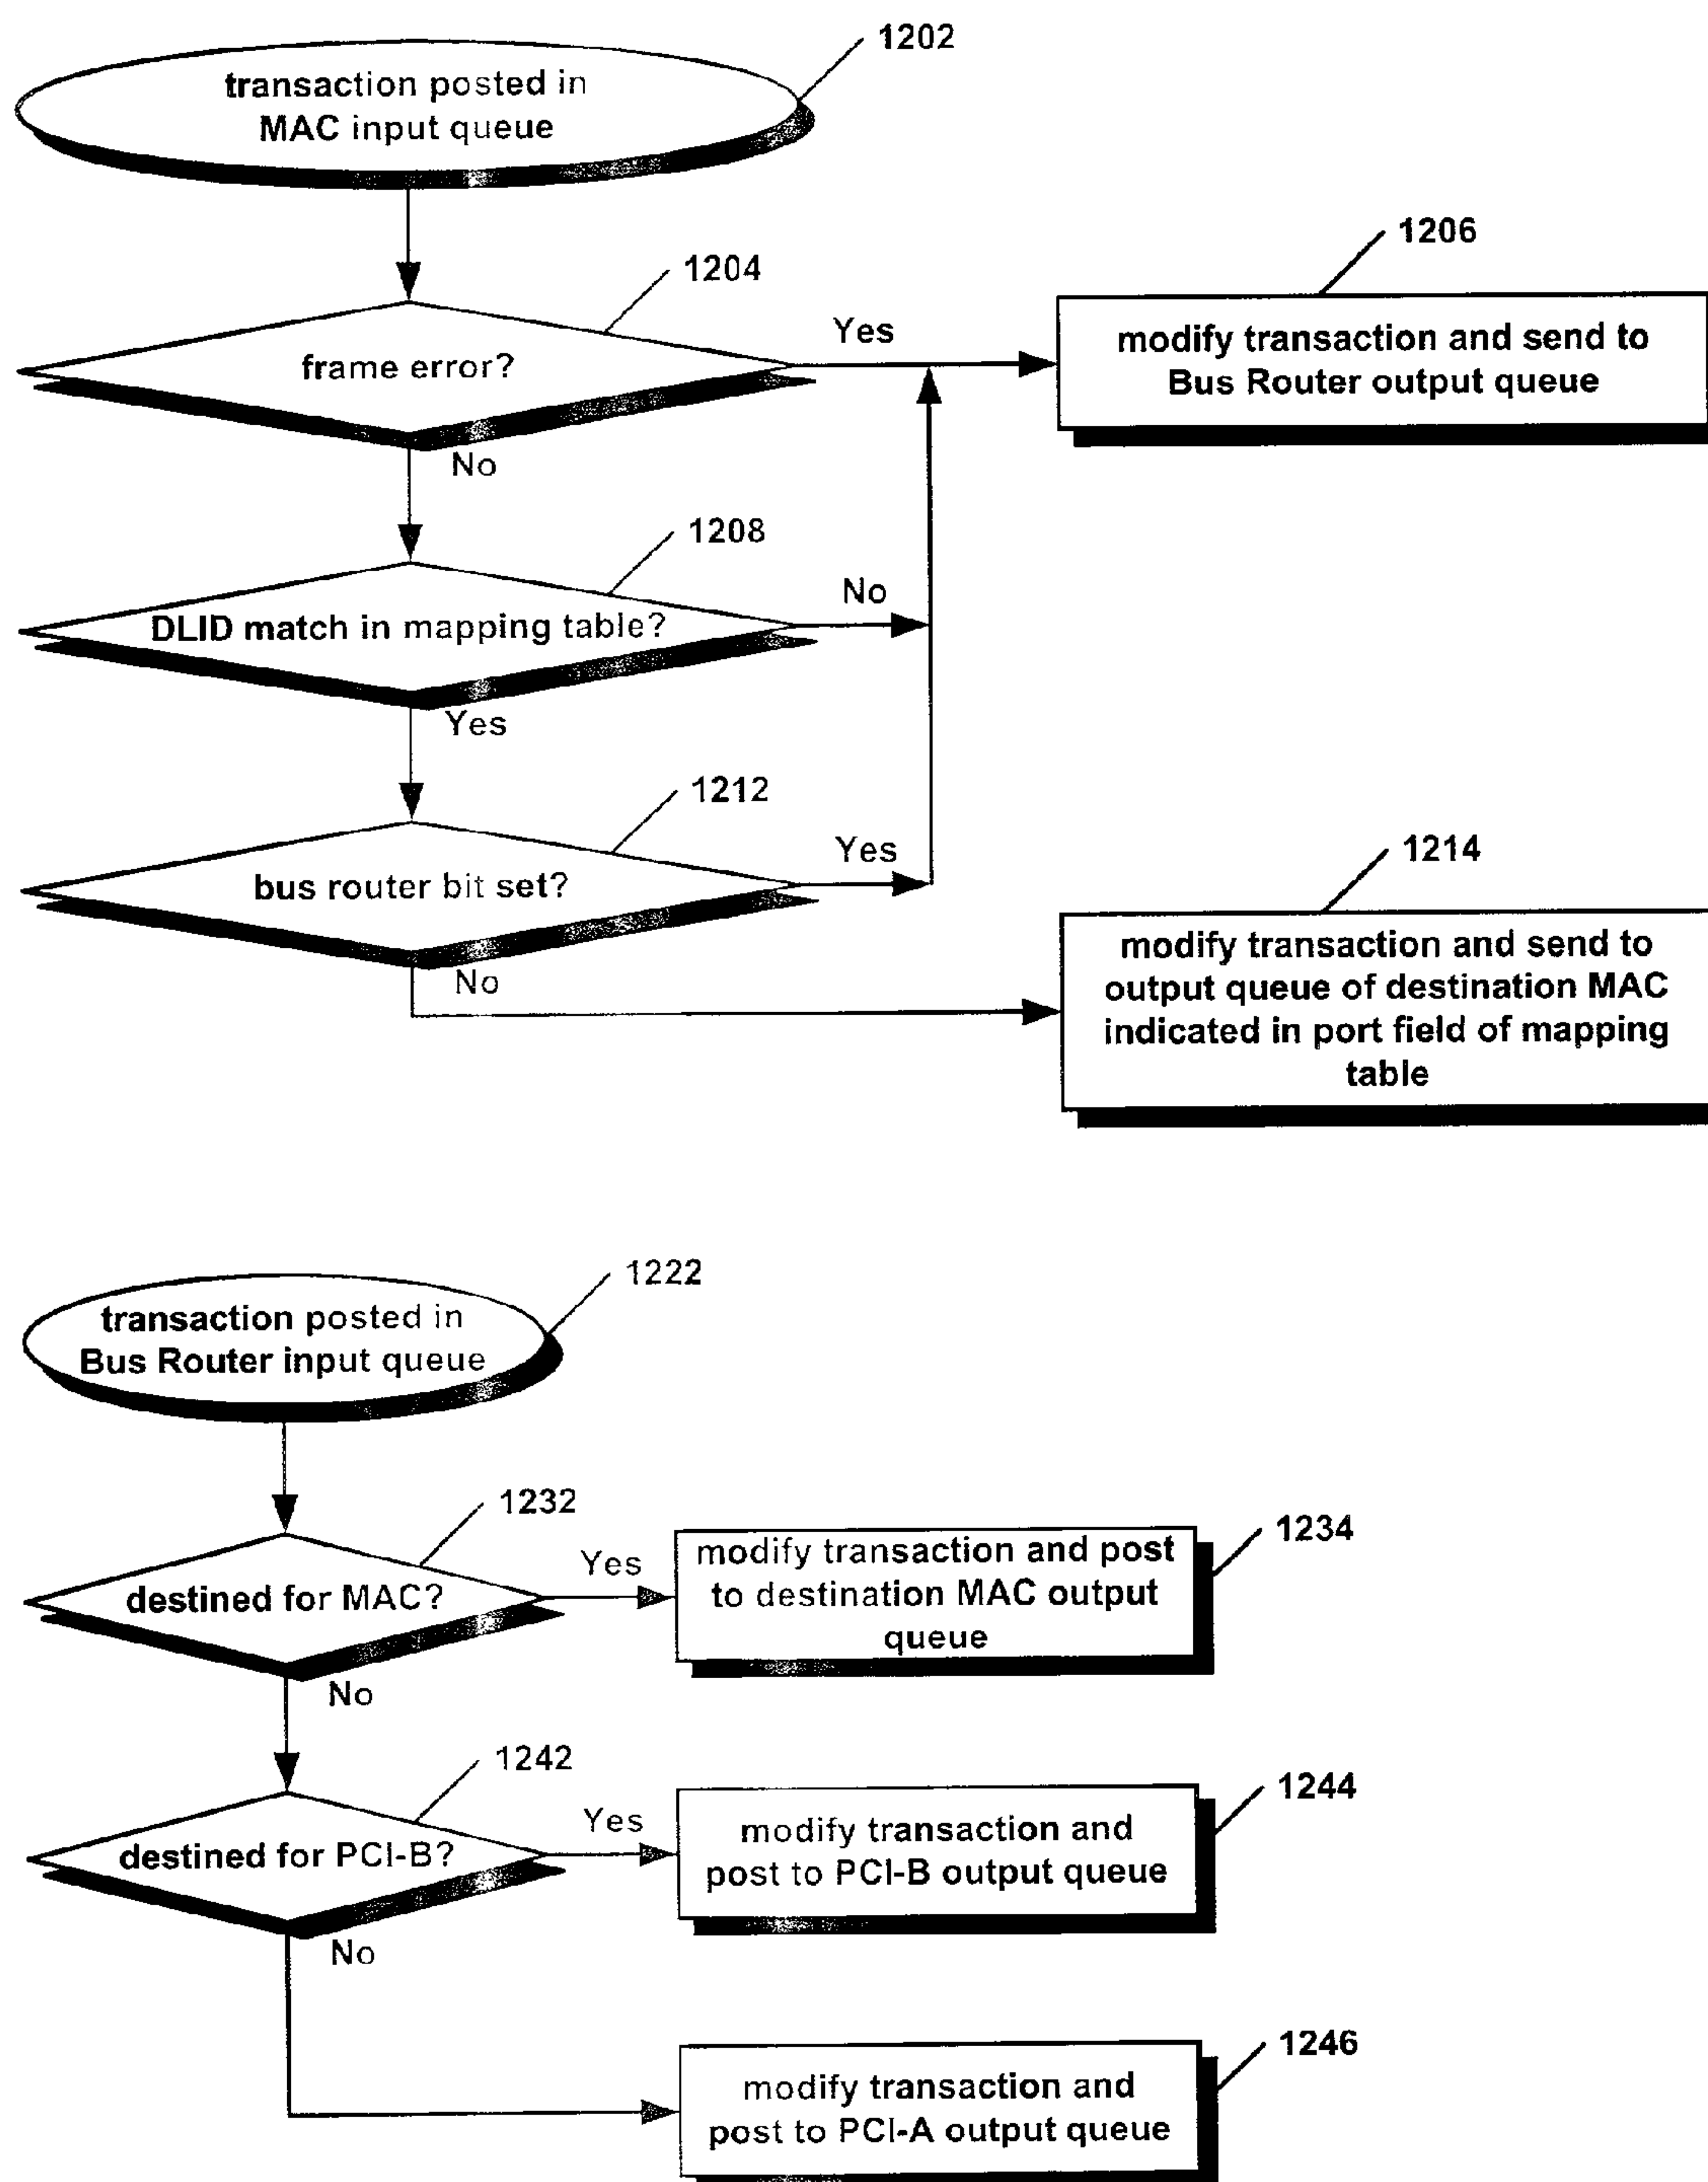 1202
transaction posted in
MAC input queue
1204
frame error?
Yes
No
1206
modify transaction and send to
Bus Router output queue
1208
DLID match in mapping table?
No
Yes
1212
bus router bit set?
Yes
No
1214
modify transaction and send to
output queue of destination MAC
indicated in port field of mapping
table
1222
transaction posted in
Bus Router input queue
1232
destined for MAC?
Yes
No
1234
modify transaction and post
to destination MAC output
queue
1242
destined for PCI-B?
Yes
No
1244
modify transaction and
post to PCI-B output queue
1246
modify transaction and
post to PCI-A output queue